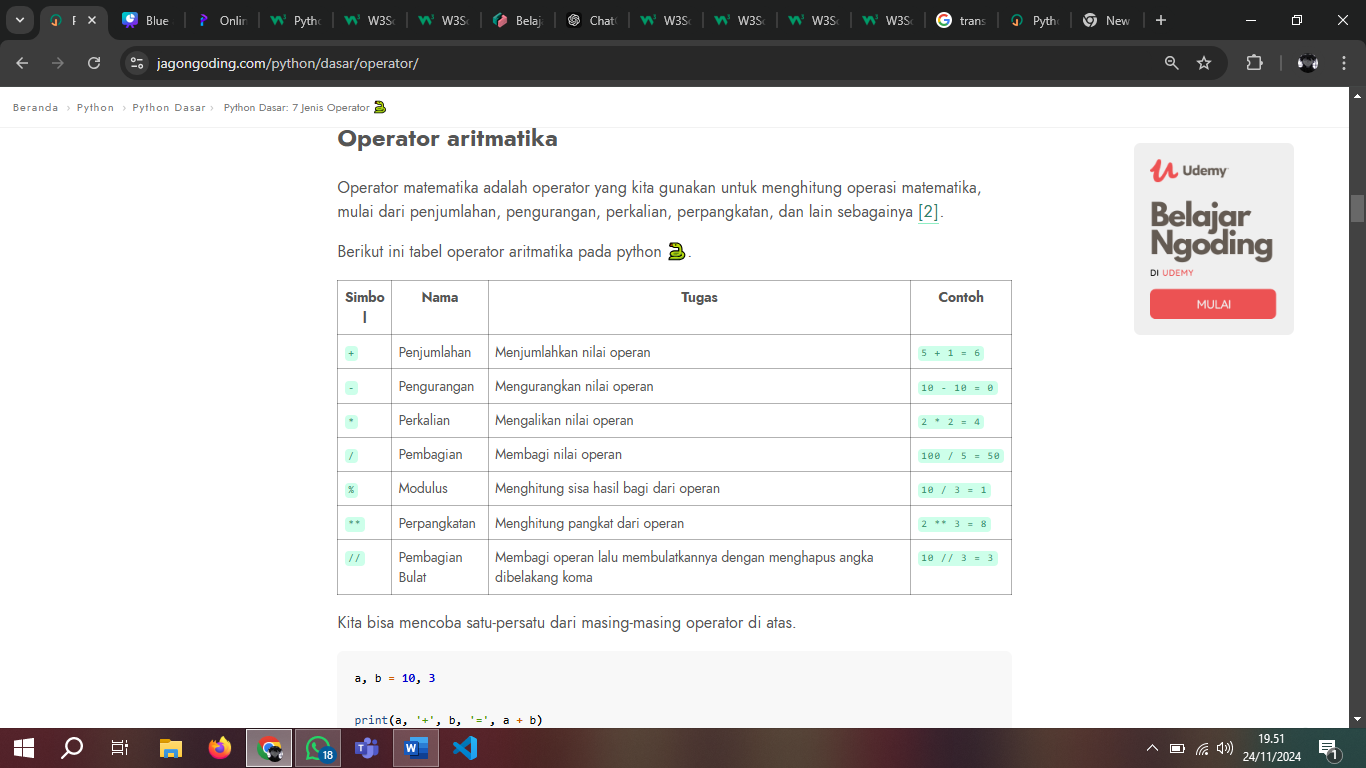 F
Blue
Onlin
Pytho
W3Sc
W3Sc
Belaja
ChatG
W3Sc
W3Sc
W3Sc
W3Sc
trans
Pytho
New
jagongoding.com/python/dasar/operator/
Beranda › Python › Python Dasar › Python Dasar: 7 Jenis Operator
Operator aritmatika
Operator matematika adalah operator yang kita gunakan untuk menghitung operasi matematika,
mulai dari penjumlahan, pengurangan, perkalian, perpangkatan, dan lain sebagainya [2].
Berikut ini tabel operator aritmatika pada python .
Simbo
l
Nama
Tugas
Contoh
+ Penjumlahan Menjumlahkan nilai operan 5 + 1 = 6
- Pengurangan Mengurangkan nilai operan 10 - 10 = 0
* Perkalian Mengalikan nilai operan 2 * 2 = 4
/ Pembagian Membagi nilai operan 100 / 5 = 50
% Modulus Menghitung sisa hasil bagi dari operan 10 / 3 = 1
** Perpangkatan Menghitung pangkat dari operan 2 ** 3 = 8
// Pembagian Membagi operan lalu membulatkannya dengan menghapus angka 10 // 3 = 3
Bulat dibelakang koma
Kita bisa mencoba satu-persatu dari masing-masing operator di atas.
a, b = 10, 3
print(a, '+', b, '=', a + b)
Udemy
Belajar
Ngoding
DI UDEMY
MULAI
18
19.51
24/11/2024
1